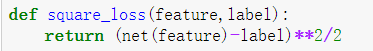 def square_loss(feature,label):
    return (net(feature)-label)**2/2